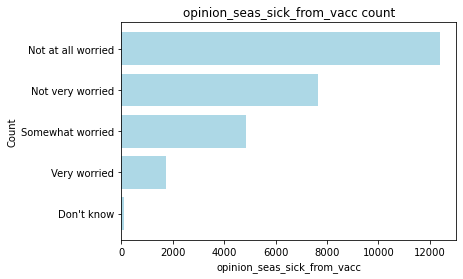 opinion_seas_sick_from_vacc count
Count
Not at all worried
Not very worried
Somewhat worried
Very worried
Don't know
0 2000 4000 6000 8000 10000 12000
opinion_seas_sick_from_vacc